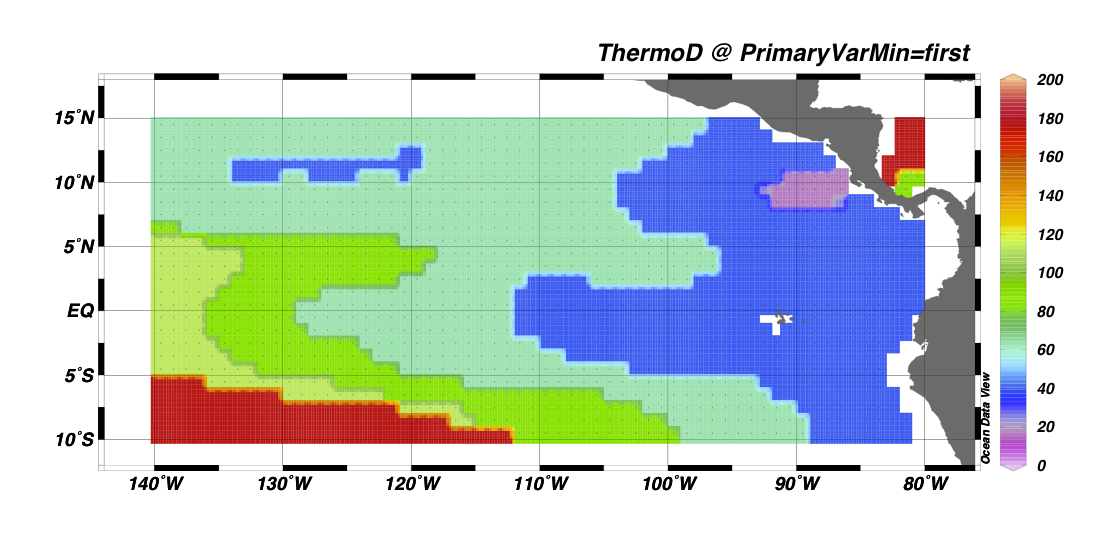 ThermoD @ PrimaryVarMin=first
15˚N
10˚N
5˚N
EQ
5˚S
10˚S
140˚W
130˚W
120˚W
110˚W
100˚W
90˚W
80˚W
Ocean Data View
200
180
160
140
120
100
80
60
40
20
0